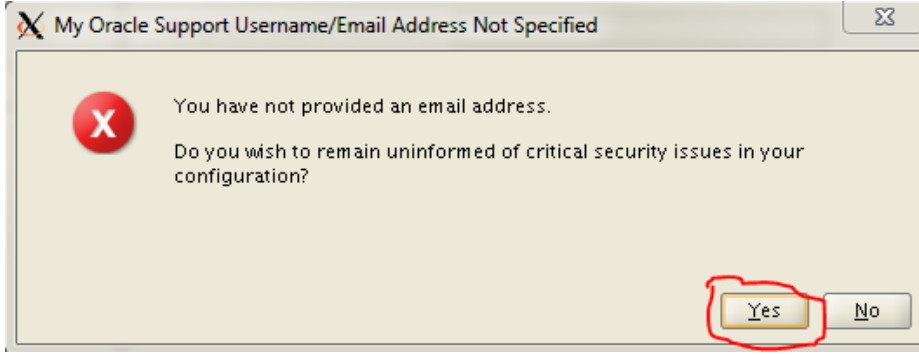 My Oracle Support Username/Email Address Not Specified
You have not provided an email address.
Do you wish to remain uninformed of critical security issues in your
configuration?
Yes No